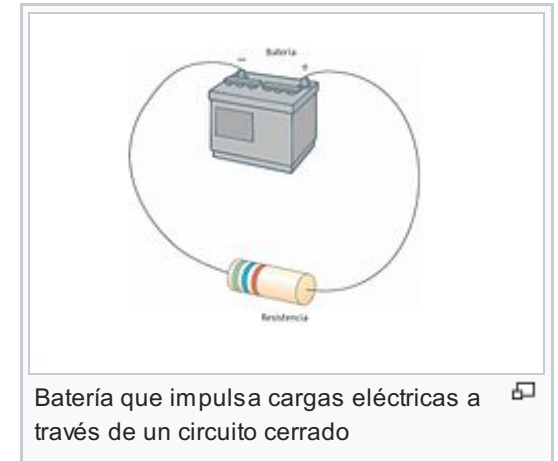 Batería
− +
Resistencia
Batería que impulsa cargas eléctricas a
través de un circuito cerrado